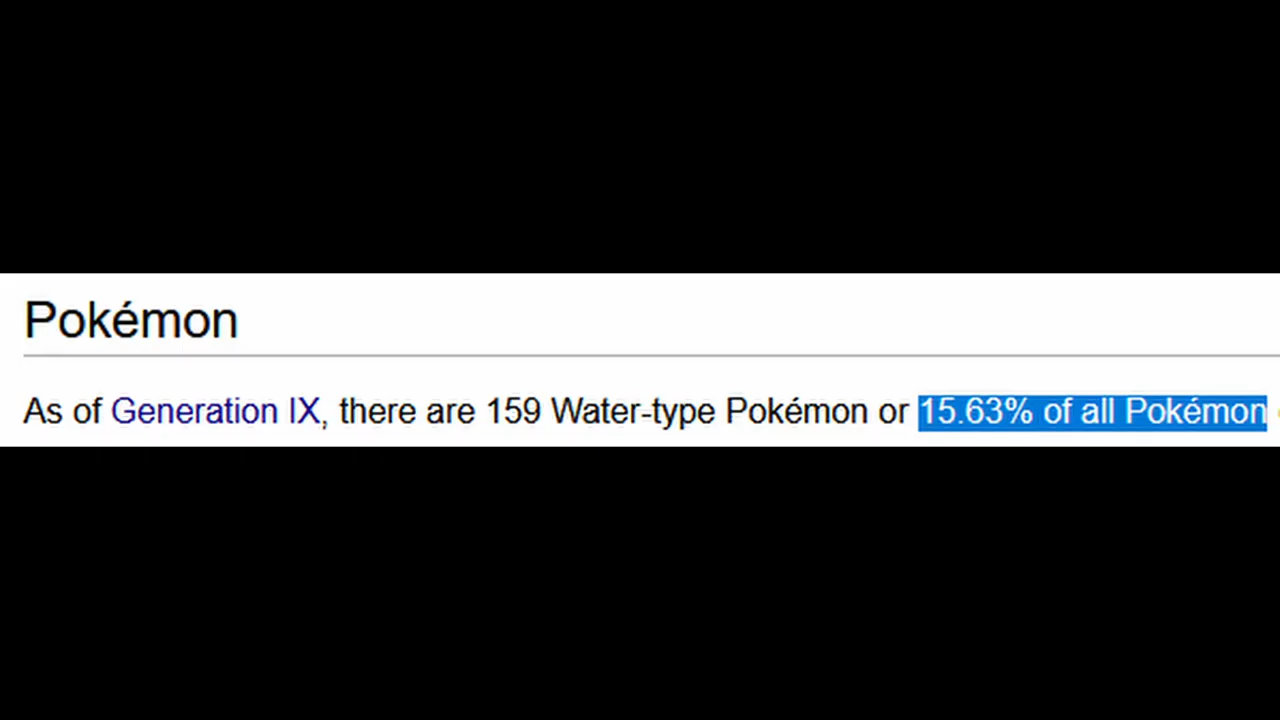 Pokémon
As of Generation IX, there are 159 Water-type Pokémon or 15.63% of all Pokémon